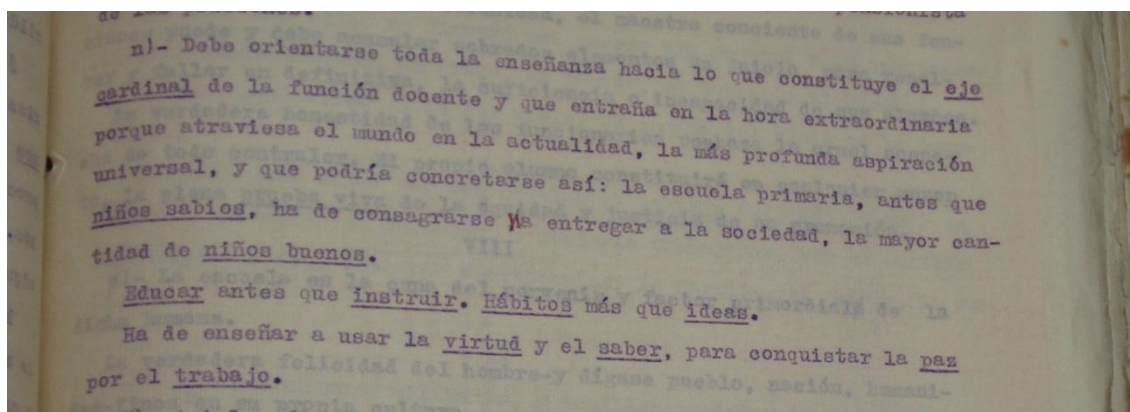 de las
pensionista
n)- Debe orientarse toda la enseñanza hacia lo que constituye el eje
cardinal de la función docente y que entraña en la hora extraordinaria
porque atraviesa el mundo en la actualidad, la más profunda aspiración
universal, y que podría concretarse así: la escuela primaria, antes que
niños sabios, ha de consagrarse a entregar a la sociedad, la mayor can-
tidad de niños buenos.
Educar antes que instruir. Hábitos más que ideas.
Ha de enseñar a usar la virtud y el saber, para conquistar la paz
por el trabajo.